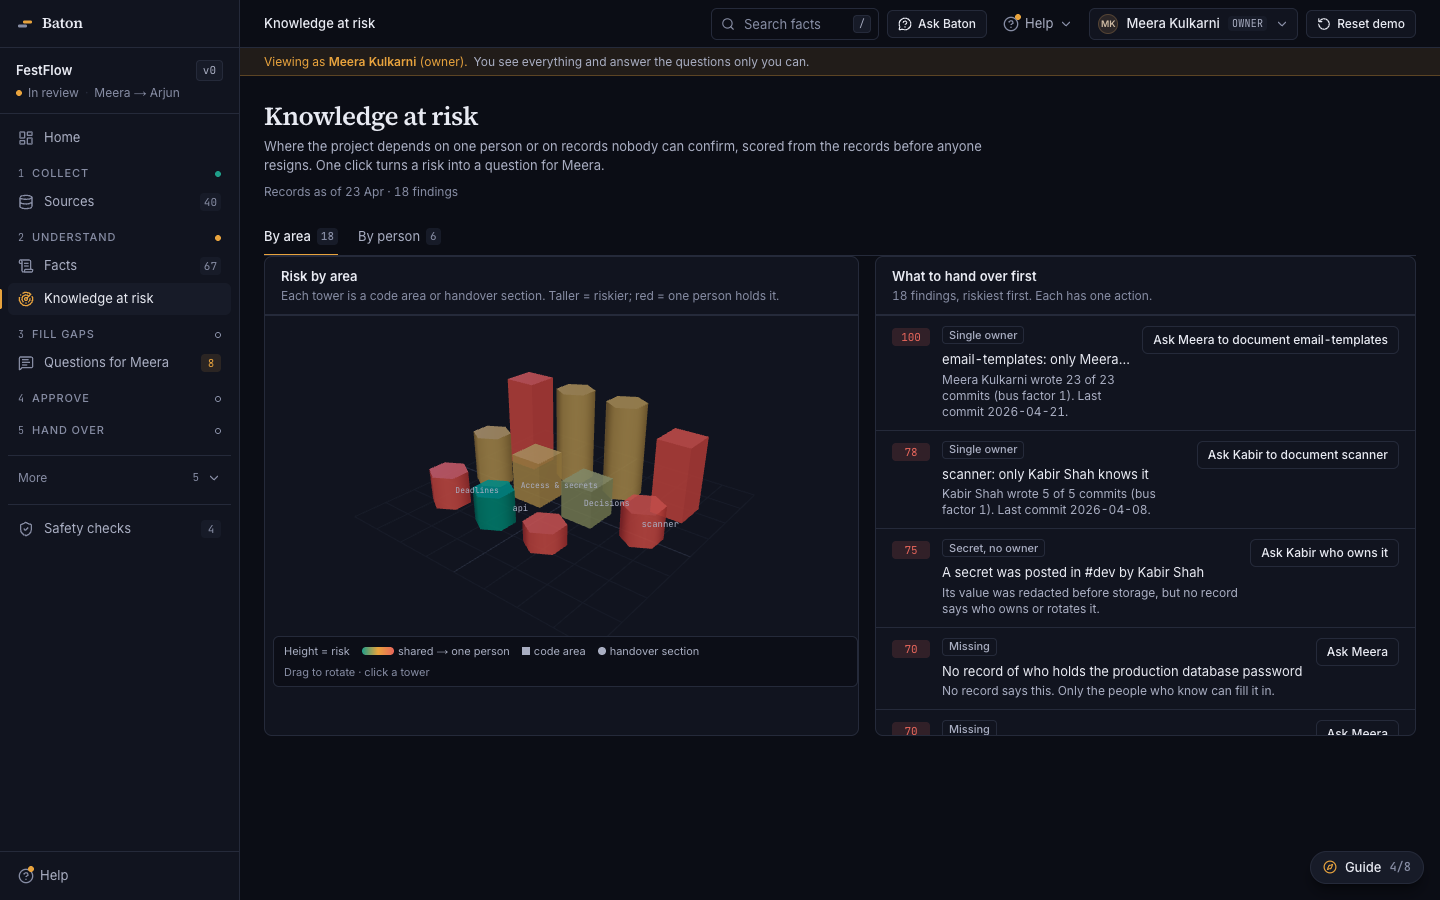 Baton
FestFlow
v0
In review · Meera → Arjun
Home
1 COLLECT
Sources 40
2 UNDERSTAND
Facts 67
Knowledge at risk
3 FILL GAPS
Questions for Meera 8
4 APPROVE
5 HAND OVER
More 5
Safety checks 4
Help
Knowledge at risk
Search facts /
Ask Baton
Help
MK Meera Kulkarni OWNER
Reset demo
Viewing as Meera Kulkarni (owner). You see everything and answer the questions only you can.
Knowledge at risk
Where the project depends on one person or on records nobody can confirm, scored from the records before anyone
resigns. One click turns a risk into a question for Meera.
Records as of 23 Apr · 18 findings
By area 18
By person 6
Risk by area
Each tower is a code area or handover section. Taller = riskier; red = one person holds it.
Deadlines
Access & secrets
api
Decisions
scanner
Height = risk
shared → one person
code area
handover section
Drag to rotate · click a tower
What to hand over first
18 findings, riskiest first. Each has one action.
100
Single owner
Ask Meera to document email-templates
email-templates: only Meera...
Meera Kulkarni wrote 23 of 23
commits (bus factor 1). Last
commit 2026-04-21.
78
Single owner
Ask Kabir to document scanner
scanner: only Kabir Shah knows it
Kabir Shah wrote 5 of 5 commits (bus
factor 1). Last commit 2026-04-08.
75
Secret, no owner
Ask Kabir who owns it
A secret was posted in #dev by Kabir Shah
Its value was redacted before storage, but no record
says who owns or rotates it.
70
Missing
Ask Meera
No record of who holds the production database password
No record says this. Only the people who know can fill it in.
70
Missing
Ask Meera
Guide 4/8